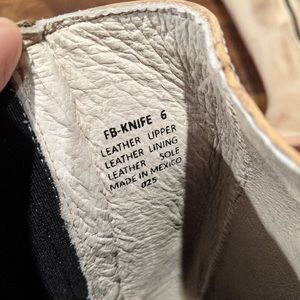 FB-KNIFE 6
LEATHER UPPER
LEATHER LINING
LEATHER SOLE
MADE IN MEXICO
025